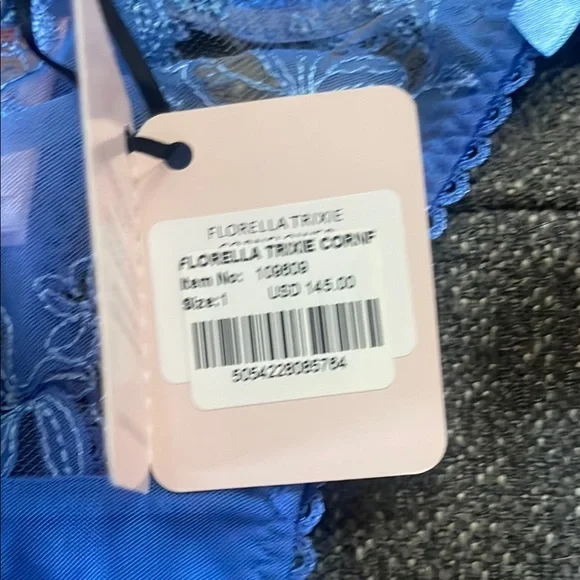 FLORELLA TRIXIE
FLORELLA TRIXIE CORNF
Item No: 109809
Size:1 USD 145.00
5054228085784